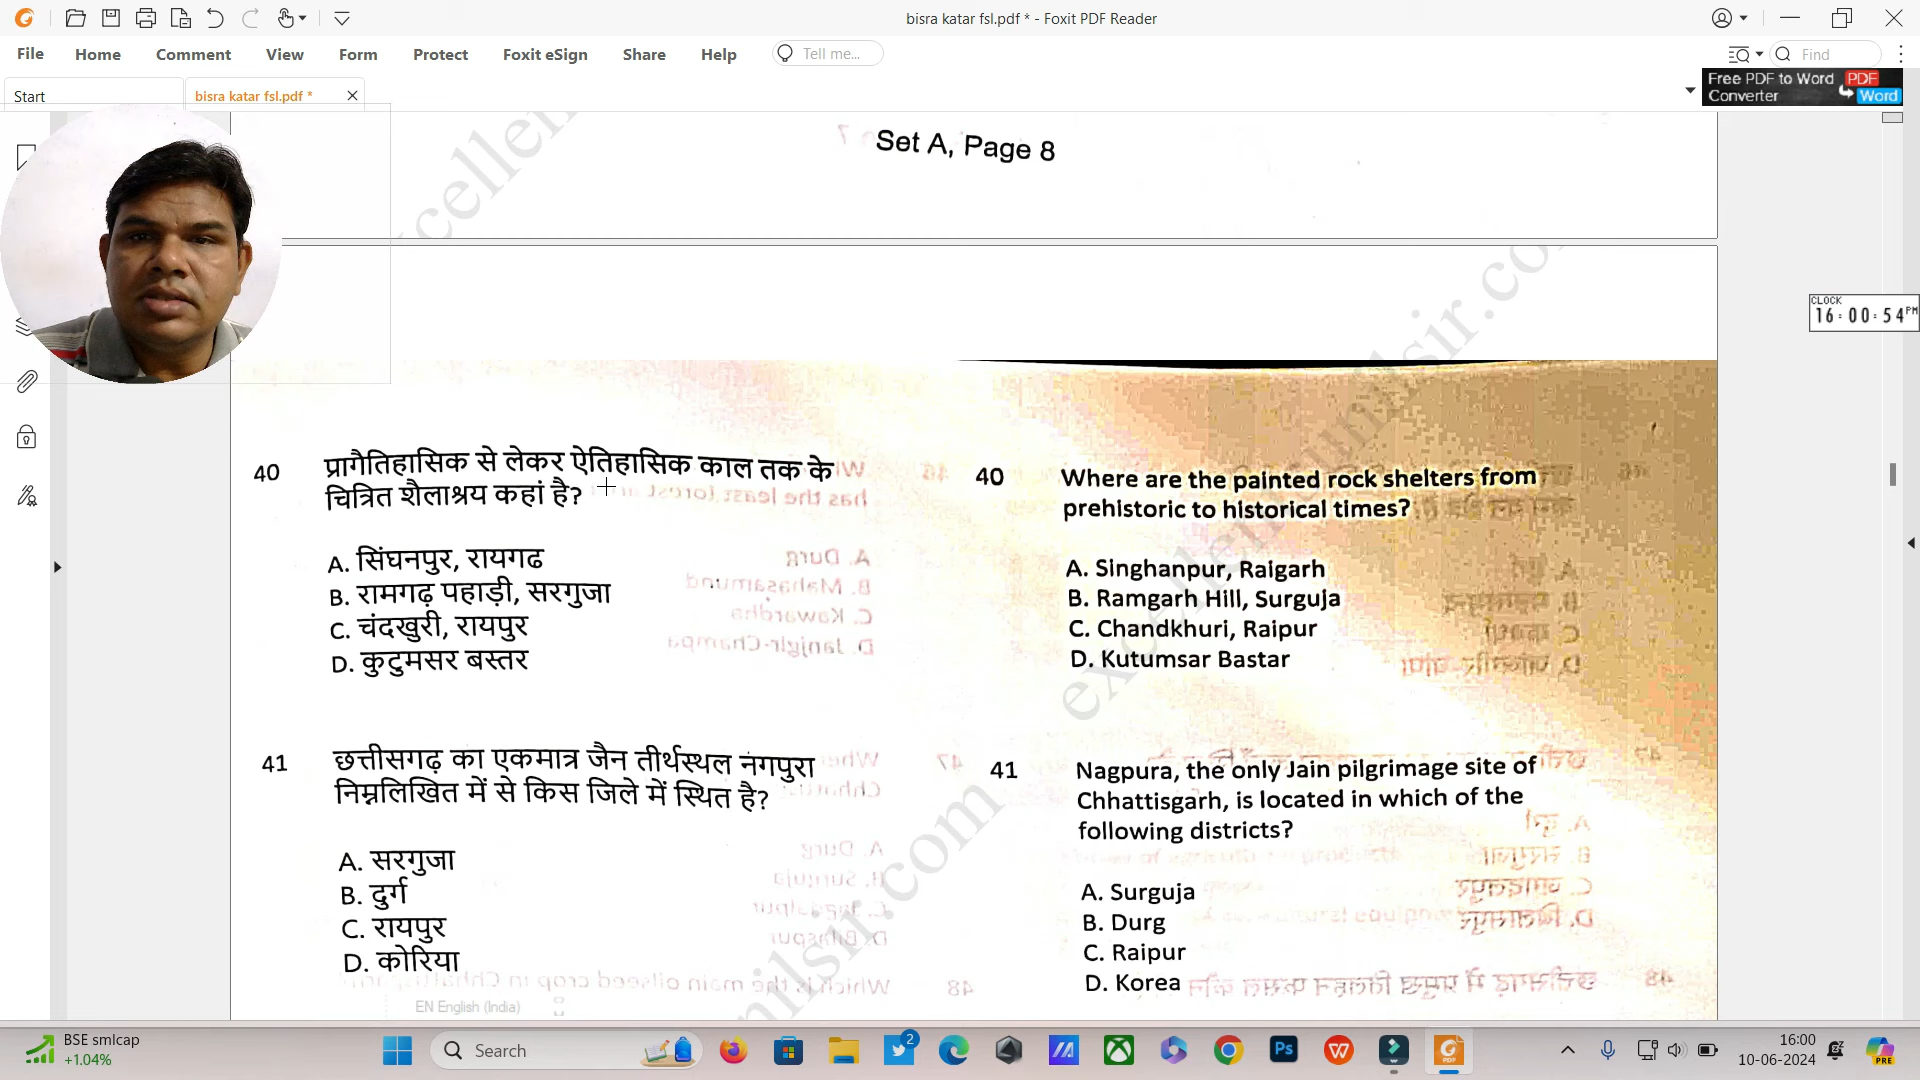 bisra katar fsl.pdf * - Foxit PDF Reader
File Home Comment View Form Protect Foxit eSign Share Help Tell me... Find
Free PDF to Word Converter PDF Word
Start bisra katar fsl.pdf *
Set A, Page 8
CLOCK
16:00:54 PM
40 प्रागैतिहासिक से लेकर ऐतिहासिक काल तक के
चित्रित शैलाश्रय कहां है?
A. सिंघनपुर, रायगढ
B. रामगढ़ पहाड़ी, सरगुजा
C. चंदखुरी, रायपुर
D. कुटुमसर बस्तर
40 Where are the painted rock shelters from
prehistoric to historical times?
A. Singhanpur, Raigarh
B. Ramgarh Hill, Surguja
C. Chandkhuri, Raipur
D. Kutumsar Bastar
41 छत्तीसगढ़ का एकमात्र जैन तीर्थस्थल नगपुरा
निम्नलिखित में से किस जिले में स्थित है?
A. सरगुजा
B. दुर्ग
C. रायपुर
D. कोरिया
41 Nagpura, the only Jain pilgrimage site of
Chhattisgarh, is located in which of the
following districts?
A. Surguja
B. Durg
C. Raipur
D. Korea
excellentsunilsir.com
EN English (India)
BSE smlcap
+1.04%
Search
2
16:00
10-06-2024